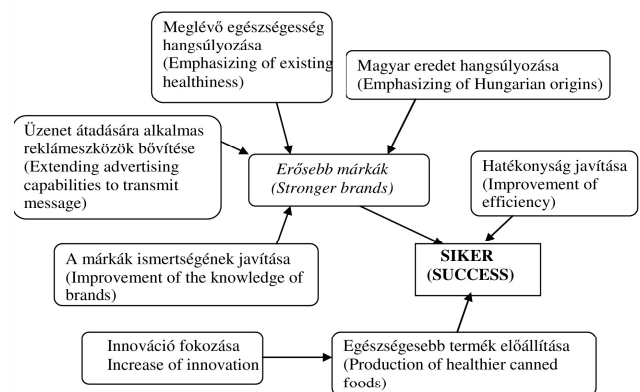 Meglévő egészségesség
hangsúlyozása
(Emphasizing of existing
healthiness)
Magyar eredet hangsúlyozása
(Emphasizing of Hungarian origins)
Üzenet átadására alkalmas
reklámeszközök bővítése
(Extending advertising
capabilities to transmit
message)
Erősebb márkák
(Stronger brands)
Hatékonyság javítása
(Improvement of
efficiency)
A márkák ismertségének javítása
(Improvement of the knowledge of
brands)
SIKER
(SUCCESS)
Innováció fokozása
Increase of innovation
Egészségesebb termék előállítása
(Production of healthier canned
foods)